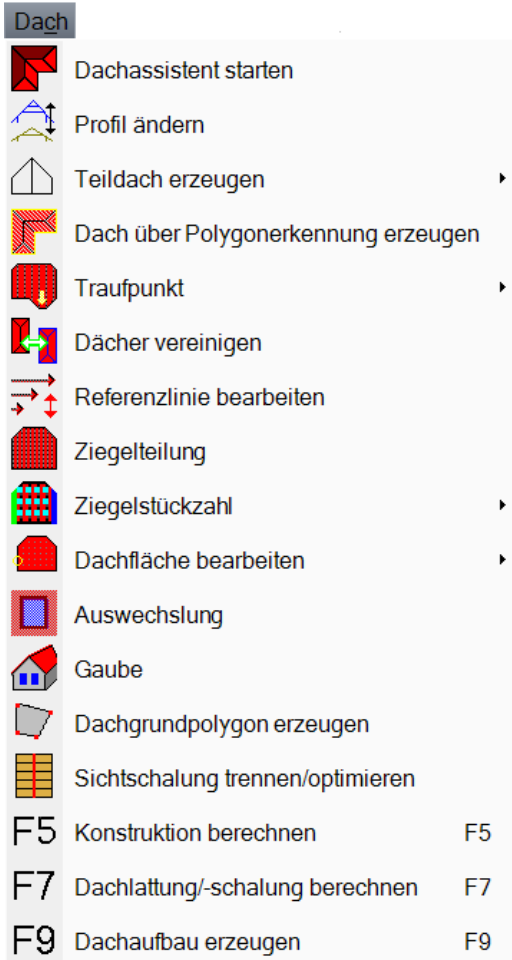 Dach
Dachassistent starten
Profil ändern
Teildach erzeugen
Dach über Polygonerkennung erzeugen
Traufpunkt
Dächer vereinigen
Referenzlinie bearbeiten
Ziegelteilung
Ziegelstückzahl
Dachfläche bearbeiten
Auswechslung
Gaube
Dachgrundpolygon erzeugen
Sichtschalung trennen/optimieren
F5 Konstruktion berechnen F5
F7 Dachlattung/-schalung berechnen F7
F9 Dachaufbau erzeugen F9